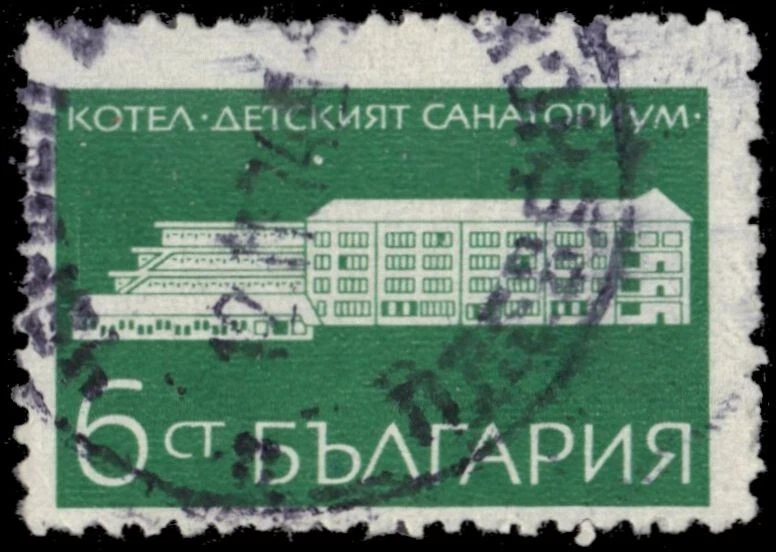 КОТЕЛ · ДЕТСКИЯТ САНАТОРИУМ ·
6 СТ БЪЛГАРИЯ